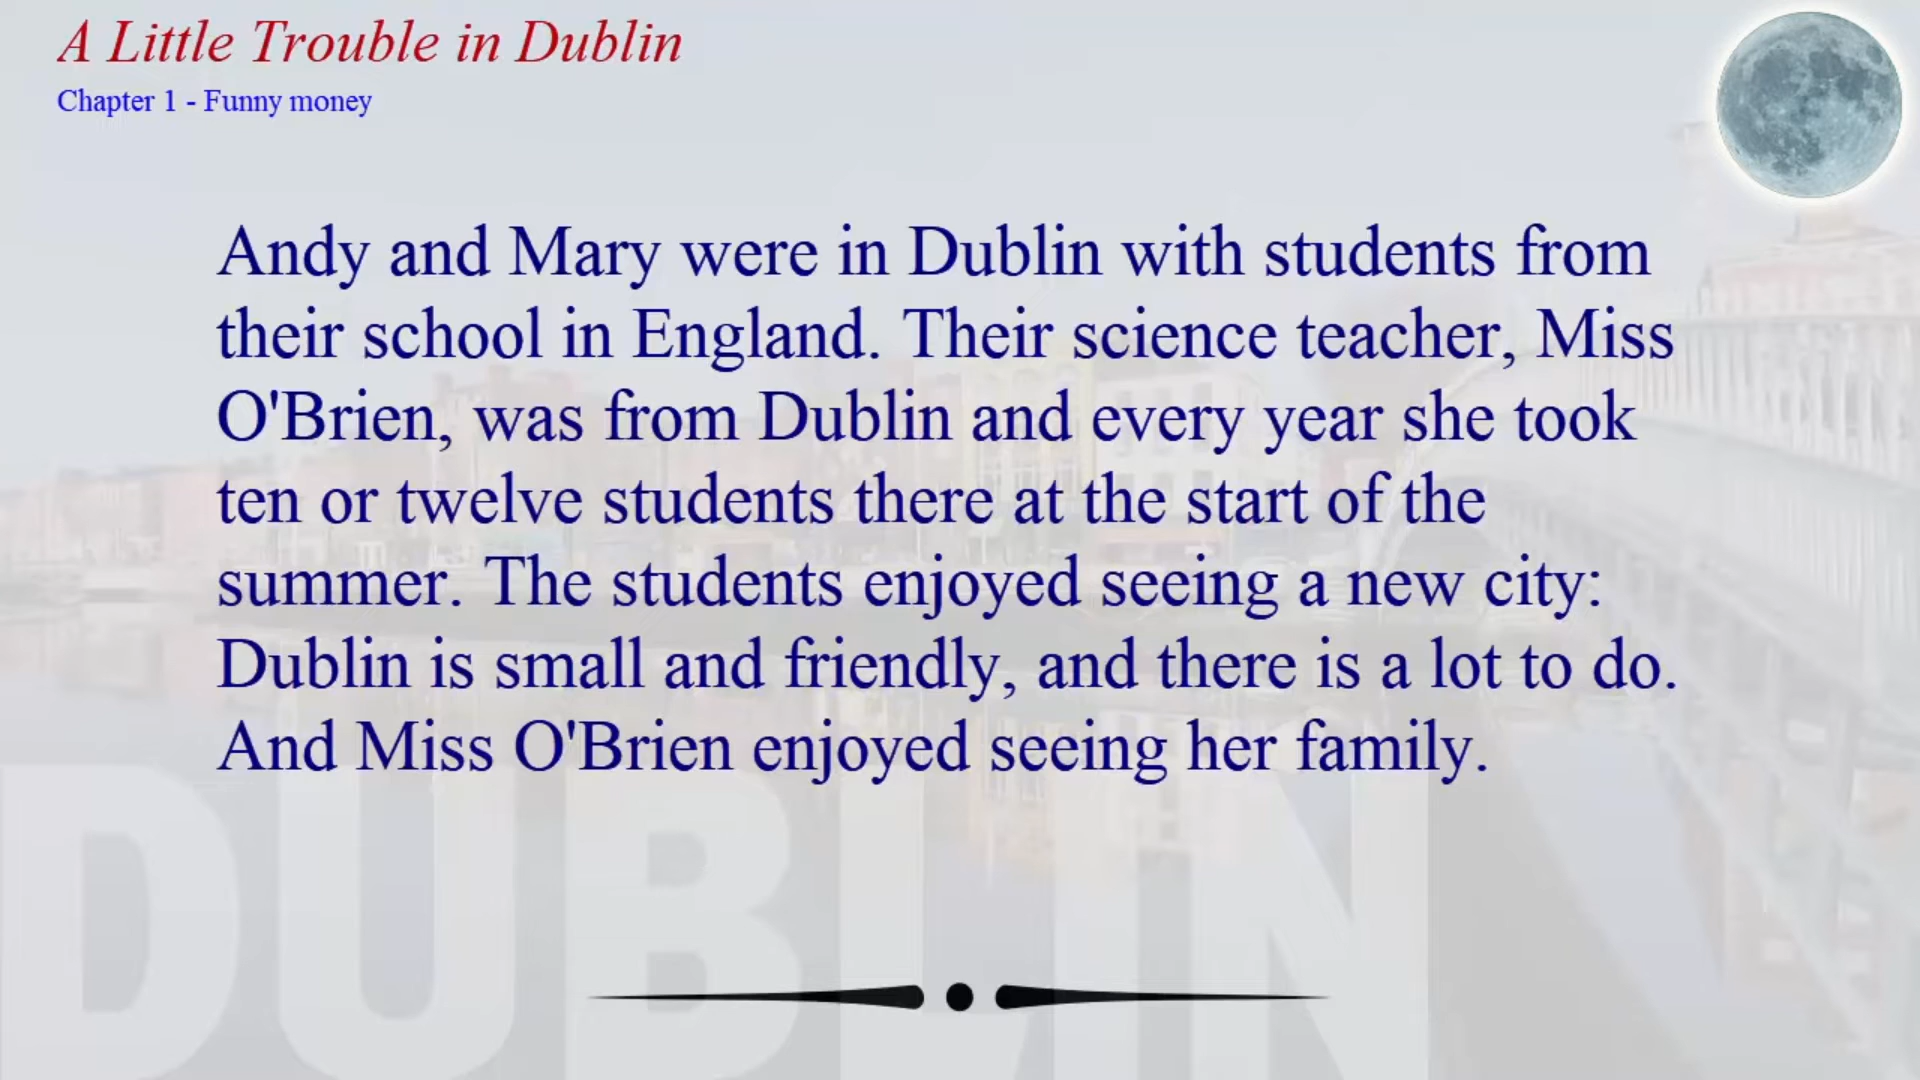 A Little Trouble in Dublin
Chapter 1 - Funny money
Andy and Mary were in Dublin with students from
their school in England. Their science teacher, Miss
O'Brien, was from Dublin and every year she took
ten or twelve students there at the start of the
summer. The students enjoyed seeing a new city:
Dublin is small and friendly, and there is a lot to do.
And Miss O'Brien enjoyed seeing her family.
DUBLIN